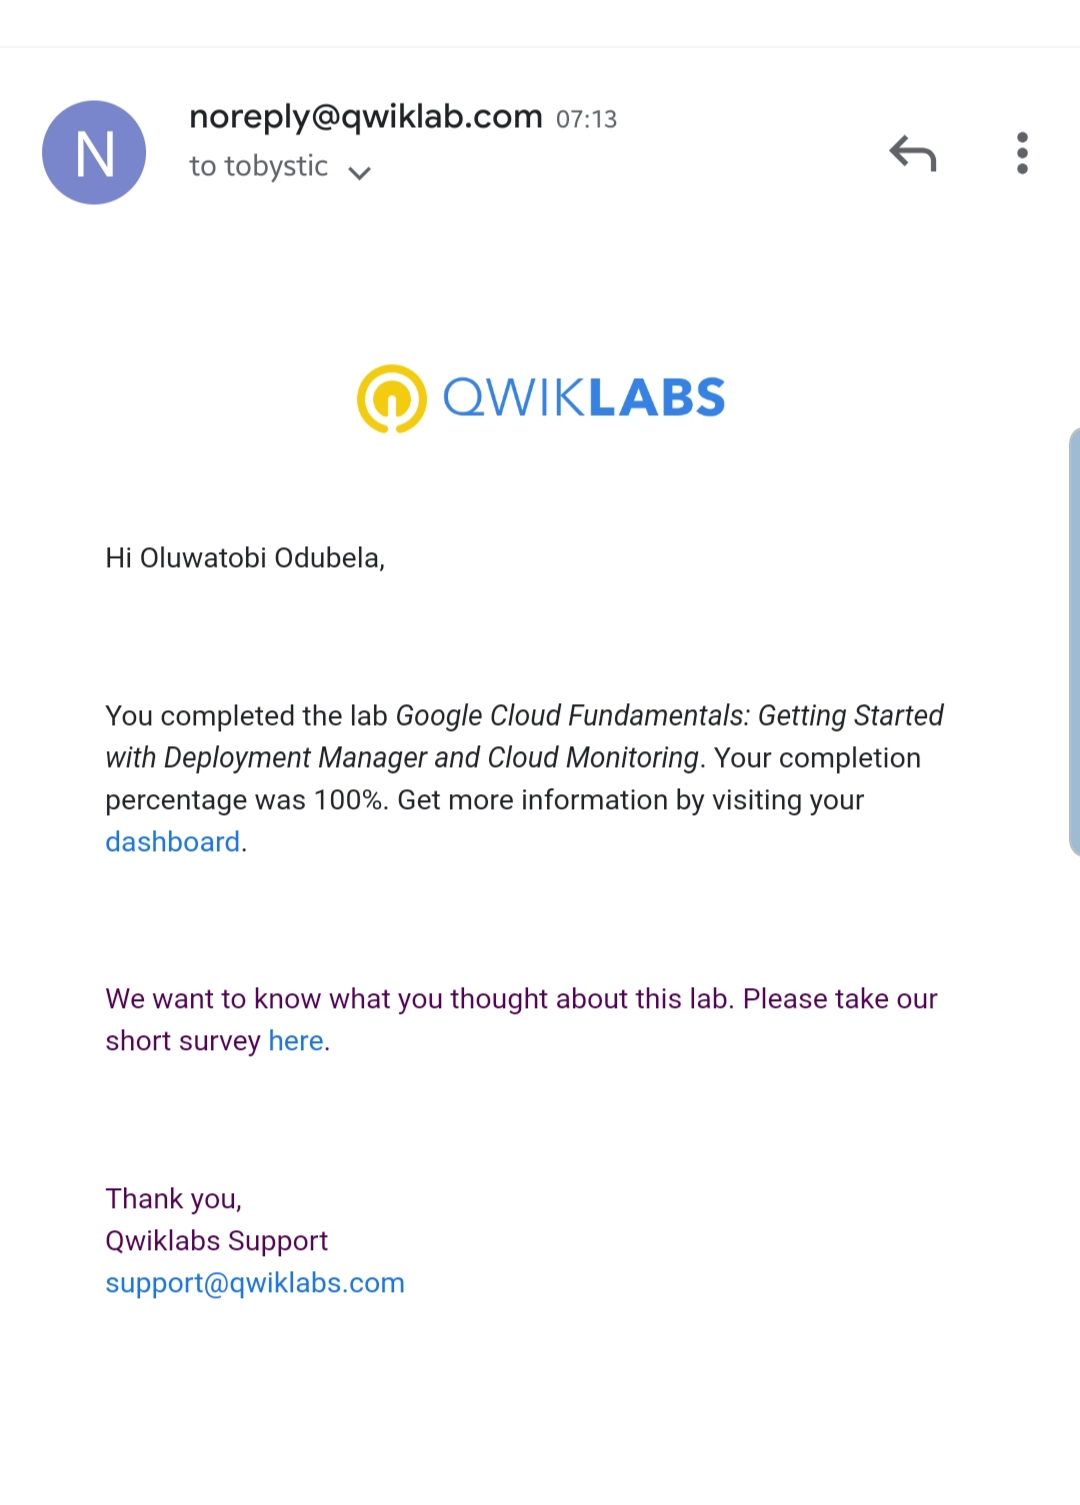 N
noreply@qwiklab.com 07:13
to tobystic
QWIKLABS
Hi Oluwatobi Odubela,
You completed the lab Google Cloud Fundamentals: Getting Started
with Deployment Manager and Cloud Monitoring. Your completion
percentage was 100%. Get more information by visiting your
dashboard.
We want to know what you thought about this lab. Please take our
short survey here.
Thank you,
Qwiklabs Support
support@qwiklabs.com